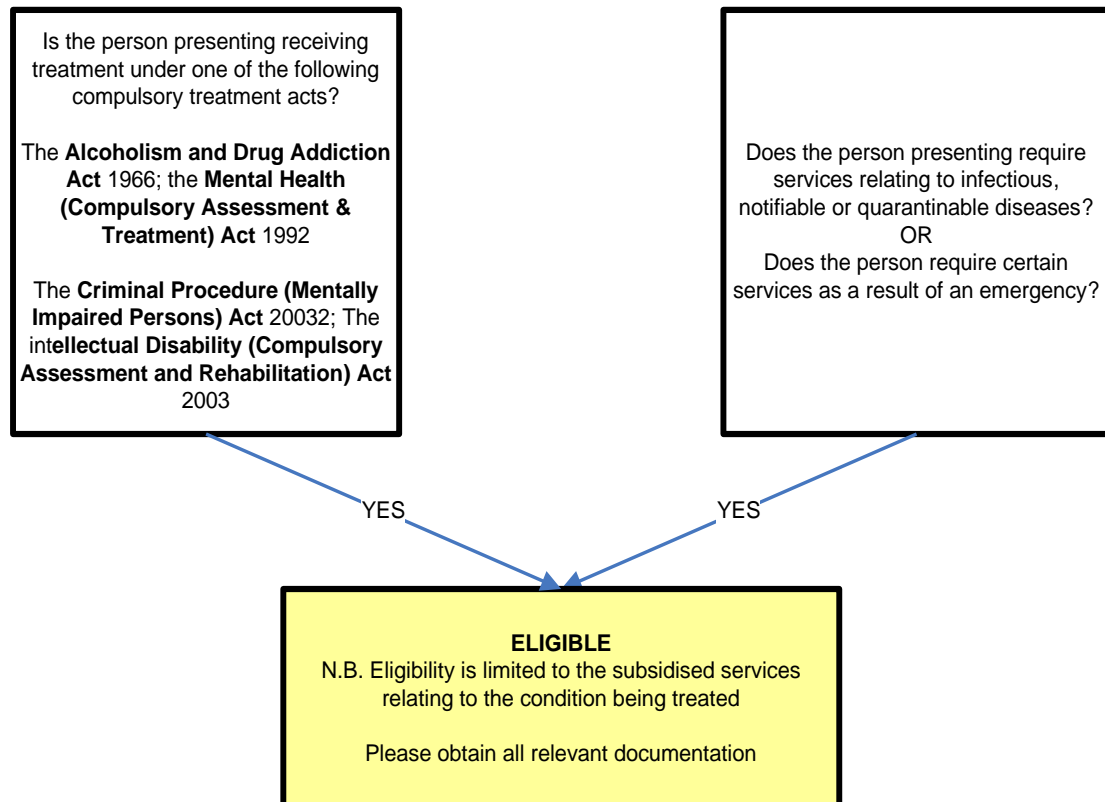 Is the person presenting receiving
treatment under one of the following
compulsory treatment acts?
The Alcoholism and Drug Addiction
Act 1966; the Mental Health
(Compulsory Assessment &
Treatment) Act 1992
The Criminal Procedure (Mentally
Impaired Persons) Act 20032; The
intellectual Disability (Compulsory
Assessment and Rehabilitation) Act
2003
Does the person presenting require
services relating to infectious,
notifiable or quarantinable diseases?
OR
Does the person require certain
services as a result of an emergency?
YES
YES
ELIGIBLE
N.B. Eligibility is limited to the subsidised services
relating to the condition being treated
Please obtain all relevant documentation